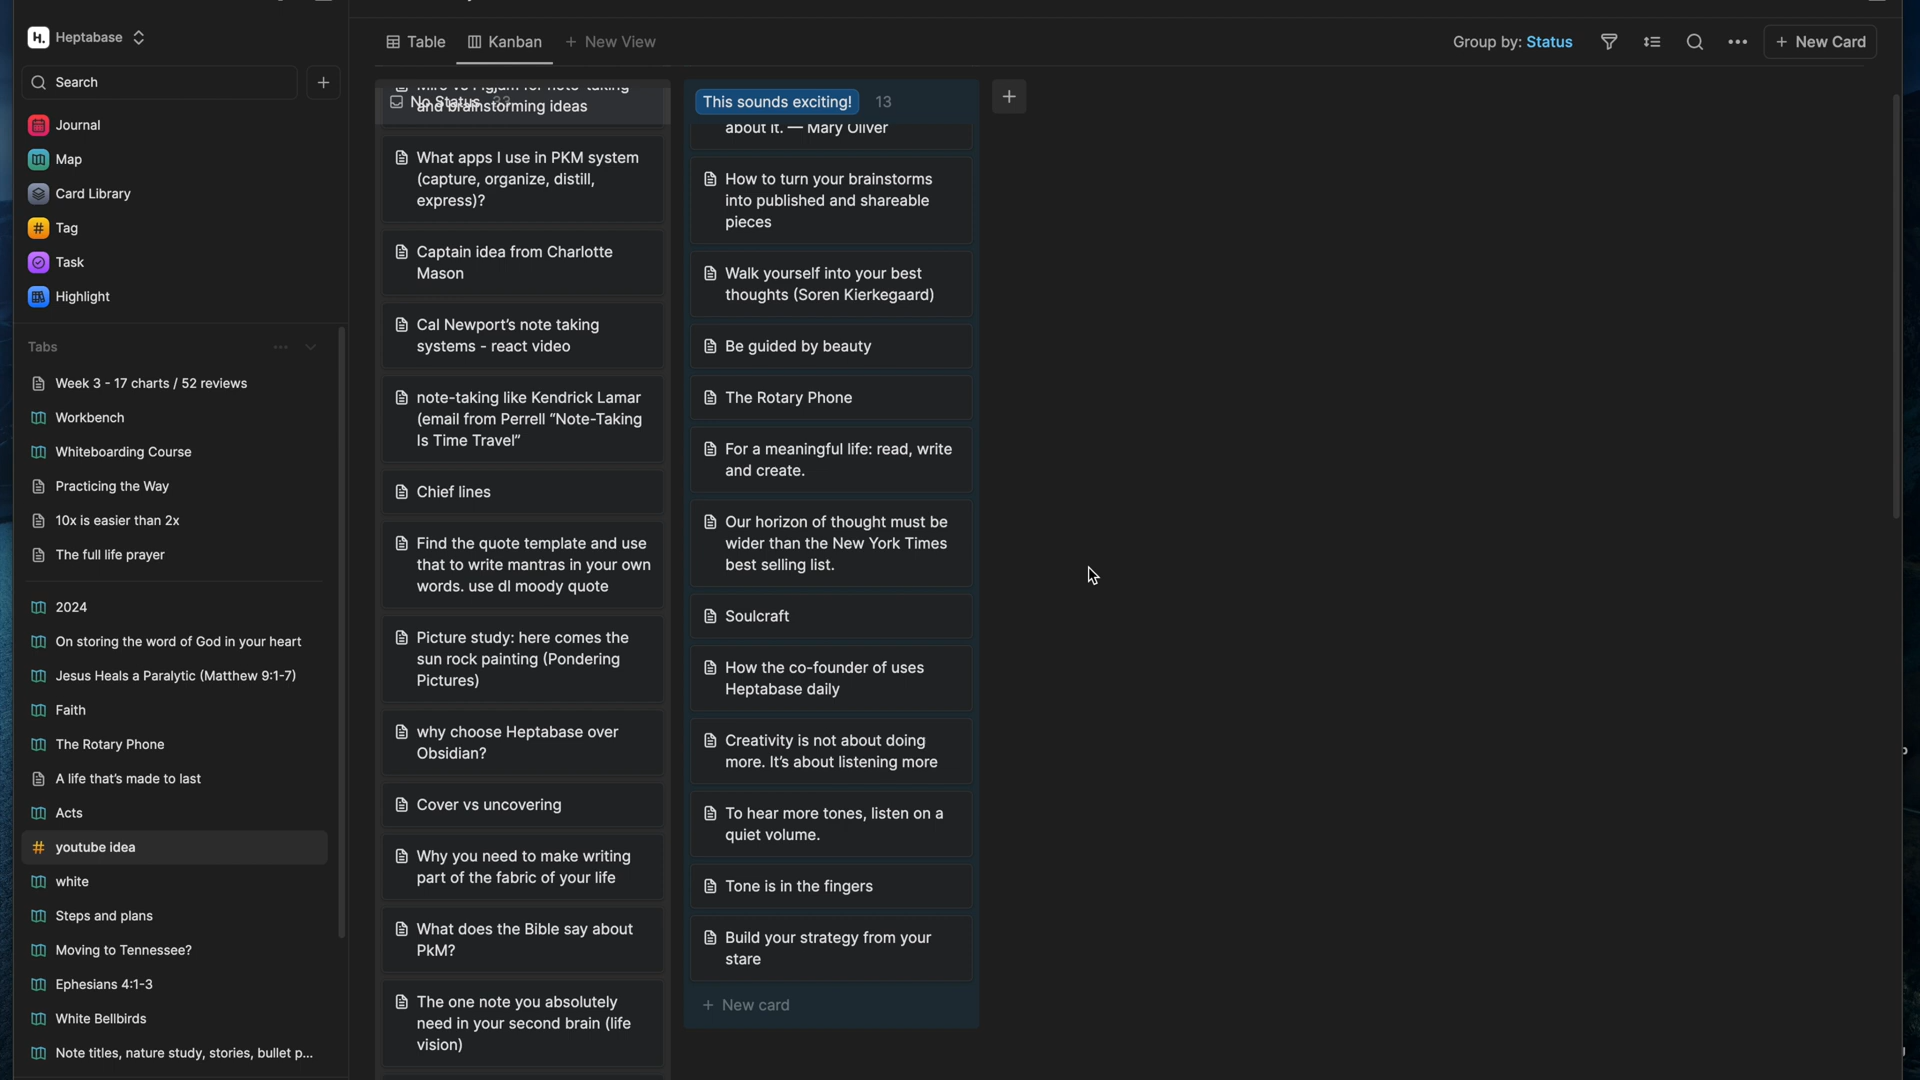 Heptabase
Search
Journal
Map
Card Library
Tag
Task
Highlight
Tabs
Week 3 - 17 charts / 52 reviews
Workbench
Whiteboarding Course
Practicing the Way
10x is easier than 2x
The full life prayer
2024
On storing the word of God in your heart
Jesus Heals a Paralytic (Matthew 9:1-7)
Faith
The Rotary Phone
A life that's made to last
Acts
youtube idea
white
Steps and plans
Moving to Tennessee?
Ephesians 4:1-3
White Bellbirds
Note titles, nature study, stories, bullet p...
Table
Kanban
+ New View
Group by: Status
+ New Card
No Status
and brainstorming ideas
What apps I use in PKM system
(capture, organize, distill,
express)?
Captain idea from Charlotte
Mason
Cal Newport's note taking
systems - react video
note-taking like Kendrick Lamar
(email from Perrell “Note-Taking
Is Time Travel”
Chief lines
Find the quote template and use
that to write mantras in your own
words. use dl moody quote
Picture study: here comes the
sun rock painting (Pondering
Pictures)
why choose Heptabase over
Obsidian?
Cover vs uncovering
Why you need to make writing
part of the fabric of your life
What does the Bible say about
PkM?
The one note you absolutely
need in your second brain (life
vision)
This sounds exciting! 13
about it. — Mary Oliver
How to turn your brainstorms
into published and shareable
pieces
Walk yourself into your best
thoughts (Soren Kierkegaard)
Be guided by beauty
The Rotary Phone
For a meaningful life: read, write
and create.
Our horizon of thought must be
wider than the New York Times
best selling list.
Soulcraft
How the co-founder of uses
Heptabase daily
Creativity is not about doing
more. It's about listening more
To hear more tones, listen on a
quiet volume.
Tone is in the fingers
Build your strategy from your
stare
+ New card